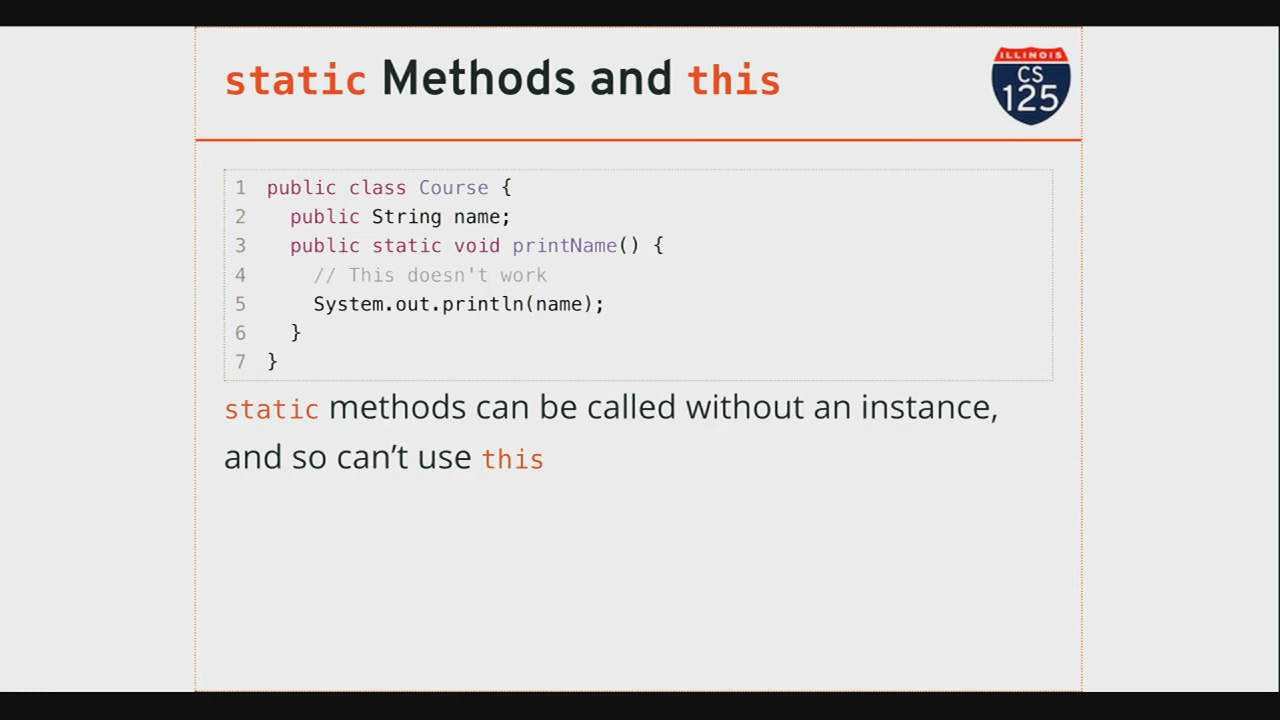 static Methods and this
ILLINOIS
CS
125
1 public class Course {
2   public String name;
3   public static void printName() {
4     // This doesn't work
5     System.out.println(name);
6   }
7 }
static methods can be called without an instance,
and so can’t use this